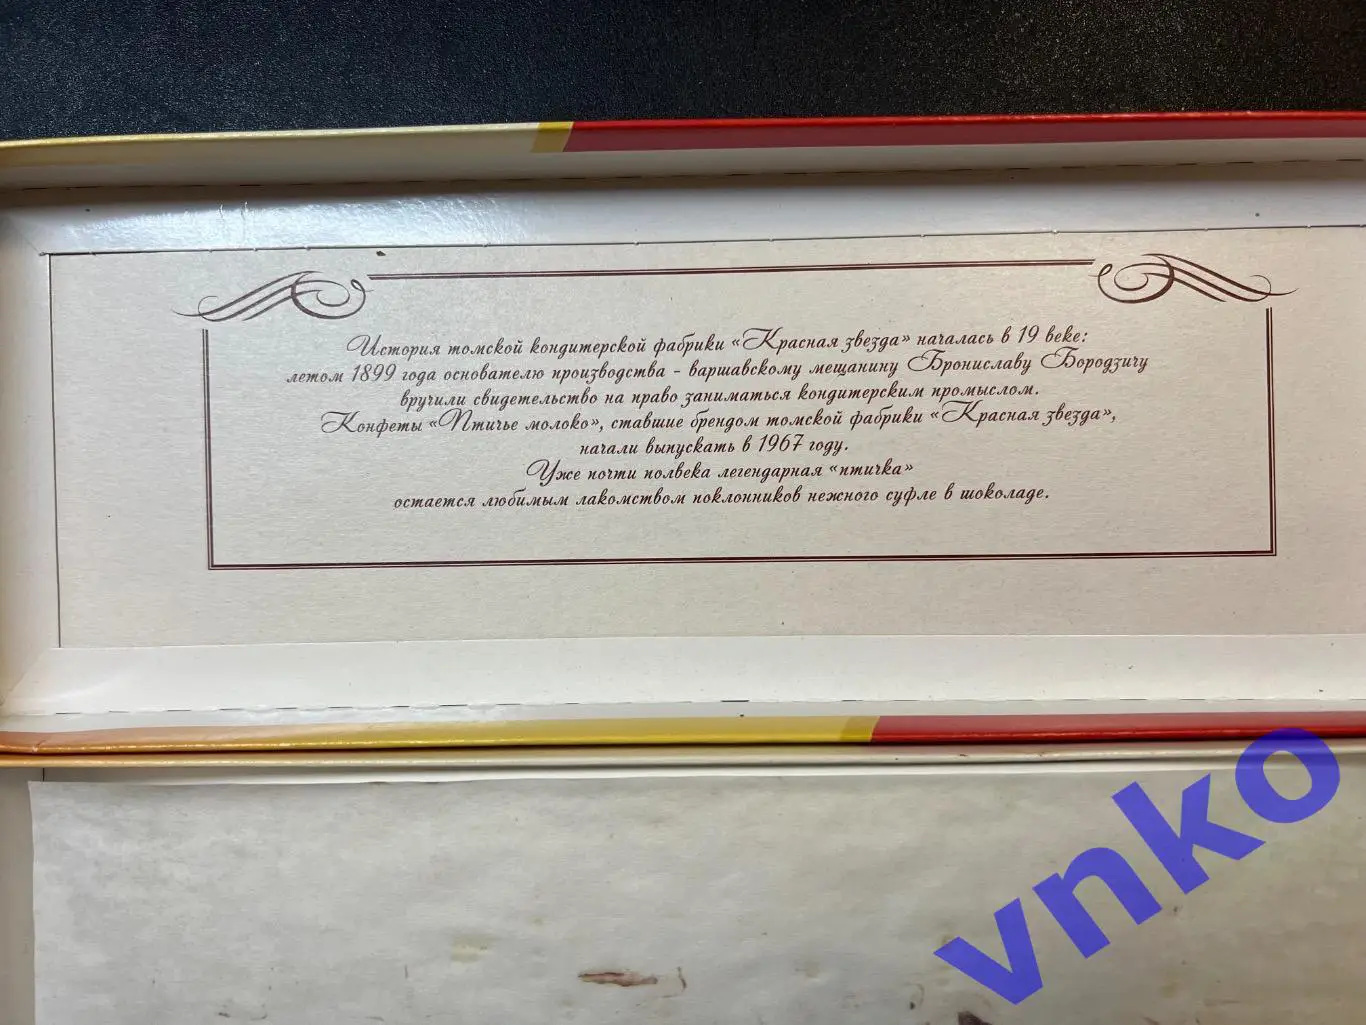 История томской кондитерской фабрики «Красная звезда» началась в 19 веке:
летом 1899 года основателю производства - варшавскому мещанину Брониславу Бородзичу
вручили свидетельство на право заниматься кондитерским промыслом.
Конфеты «Птичье молоко», ставшие брендом томской фабрики «Красная звезда»,
начали выпускать в 1967 году.
Уже почти полвека легендарная «птичка»
остается любимым лакомством поклонников нежного суфле в шоколаде.
vnko